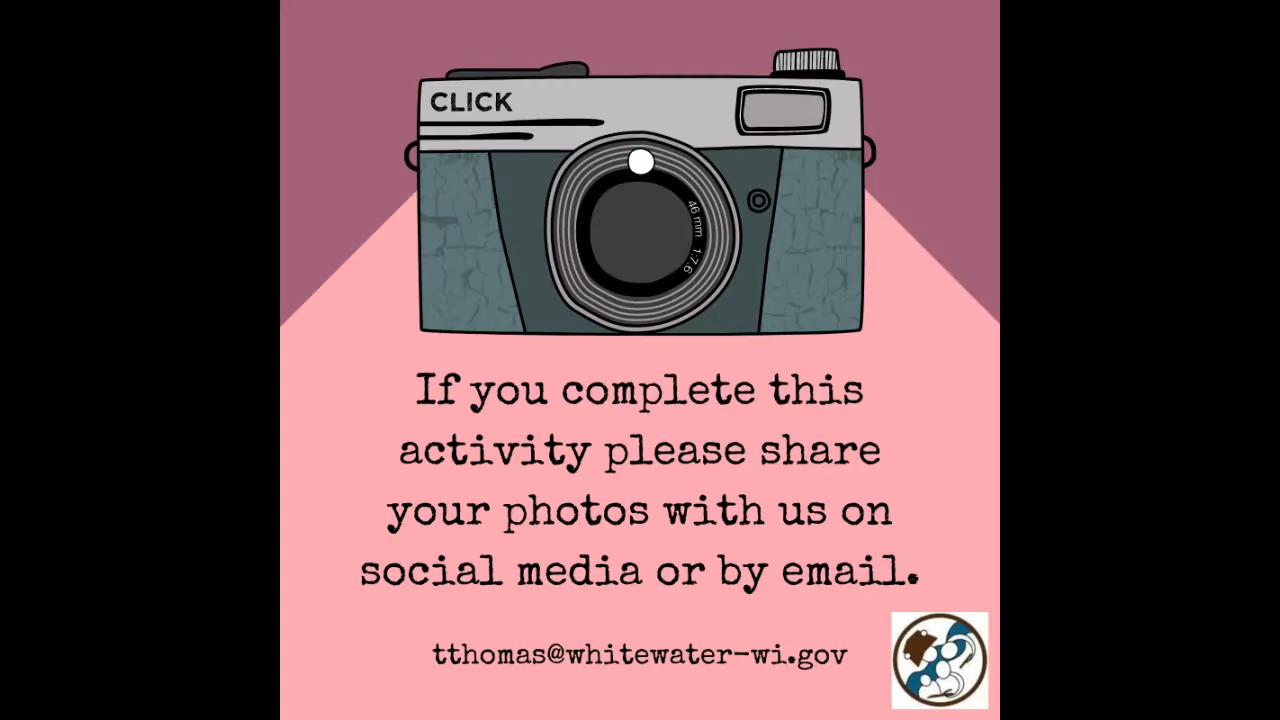 CLICK
46 mm 1:7.6
If you complete this
activity please share
your photos with us on
social media or by email.
tthomas@whitewater-wi.gov